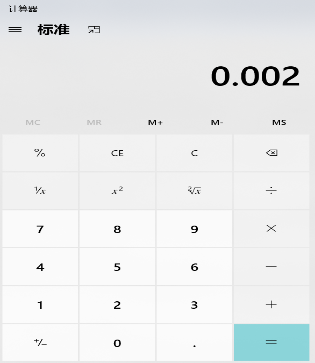 计算器
标准
0.002
MC MR M+ M- MS
% CE C ⌫
¹/x x² ²√x ÷
7 8 9 ×
4 5 6 −
1 2 3 +
+/− 0 . =